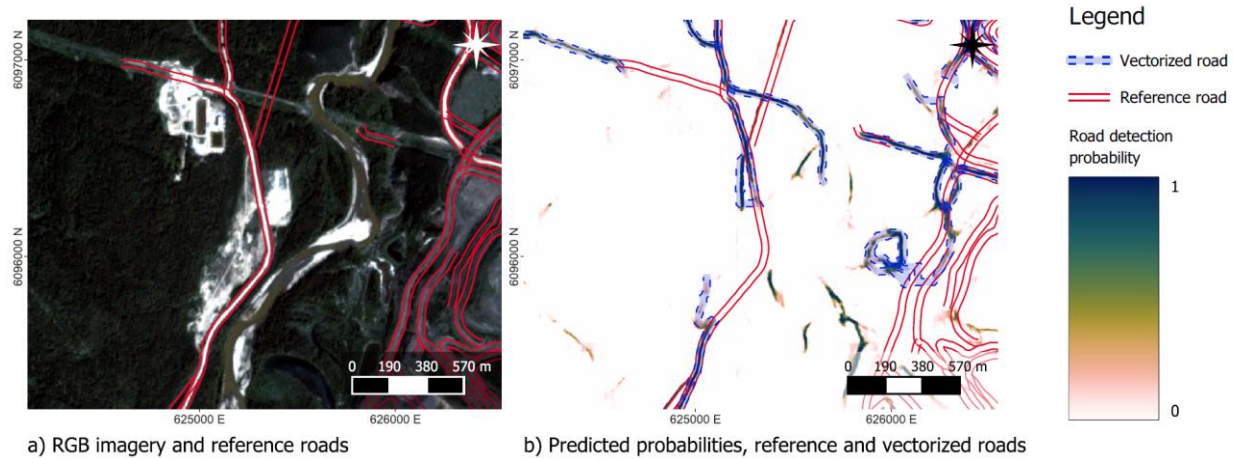 6097000 N
6096000 N
0 190 380 570 m
625000 E
626000 E
a) RGB imagery and reference roads
6097000 N
6096000 N
0 190 380 570 m
625000 E
626000 E
b) Predicted probabilities, reference and vectorized roads
Legend
Vectorized road
Reference road
Road detection
probability
1
0